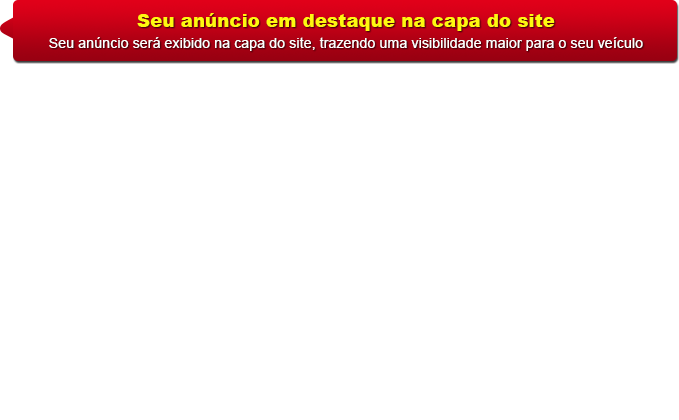 Seu anúncio em destaque na capa do site
Seu anúncio será exibido na capa do site, trazendo uma visibilidade maior para o seu veículo